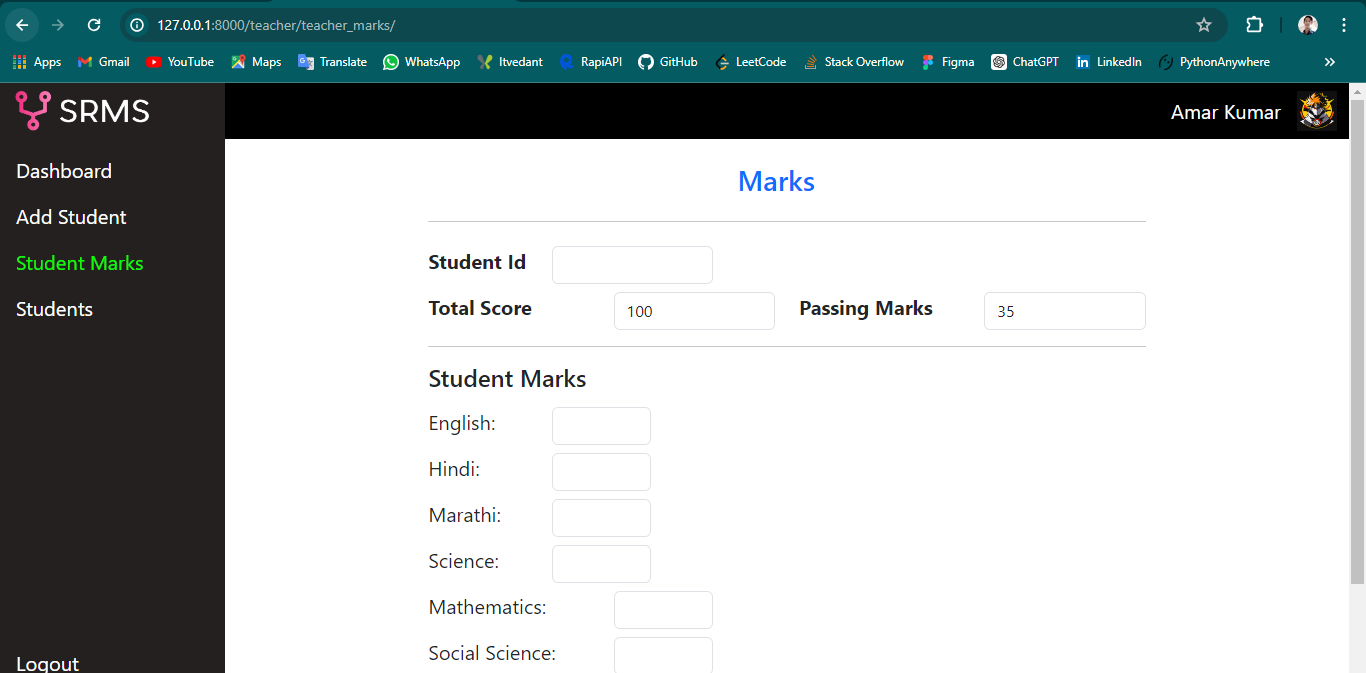 127.0.0.1:8000/teacher/teacher_marks/
Apps Gmail YouTube Maps Translate WhatsApp Itvedant RapiAPI GitHub LeetCode Stack Overflow Figma ChatGPT LinkedIn PythonAnywhere »
SRMS
Amar Kumar
Dashboard
Add Student
Student Marks
Students
Logout
Marks
Student Id
Total Score 100 Passing Marks 35
Student Marks
English:
Hindi:
Marathi:
Science:
Mathematics:
Social Science: